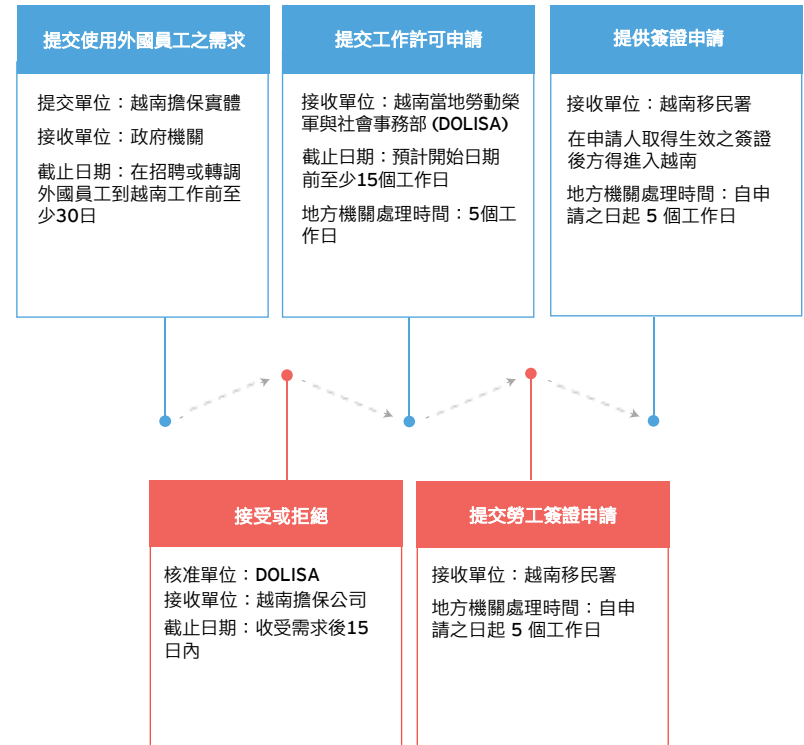 提交使用外國員工之需求
提交單位：越南擔保實體
接收單位：政府機關
截止日期：在招聘或轉調
外國員工到越南工作前至
少30日
提交工作許可申請
接收單位：越南當地勞動榮
軍與社會事務部 (DOLISA)
截止日期：預計開始日期
前至少15個工作日
地方機關處理時間：5個工
作日
提供簽證申請
接收單位：越南移民署
在申請人取得生效之簽證
後方得進入越南
地方機關處理時間：自申
請之日起 5 個工作日
接受或拒絕
核准單位：DOLISA
接收單位：越南擔保公司
截止日期：收受需求後15
日內
提交勞工簽證申請
接收單位：越南移民署
地方機關處理時間：自申
請之日起 5 個工作日